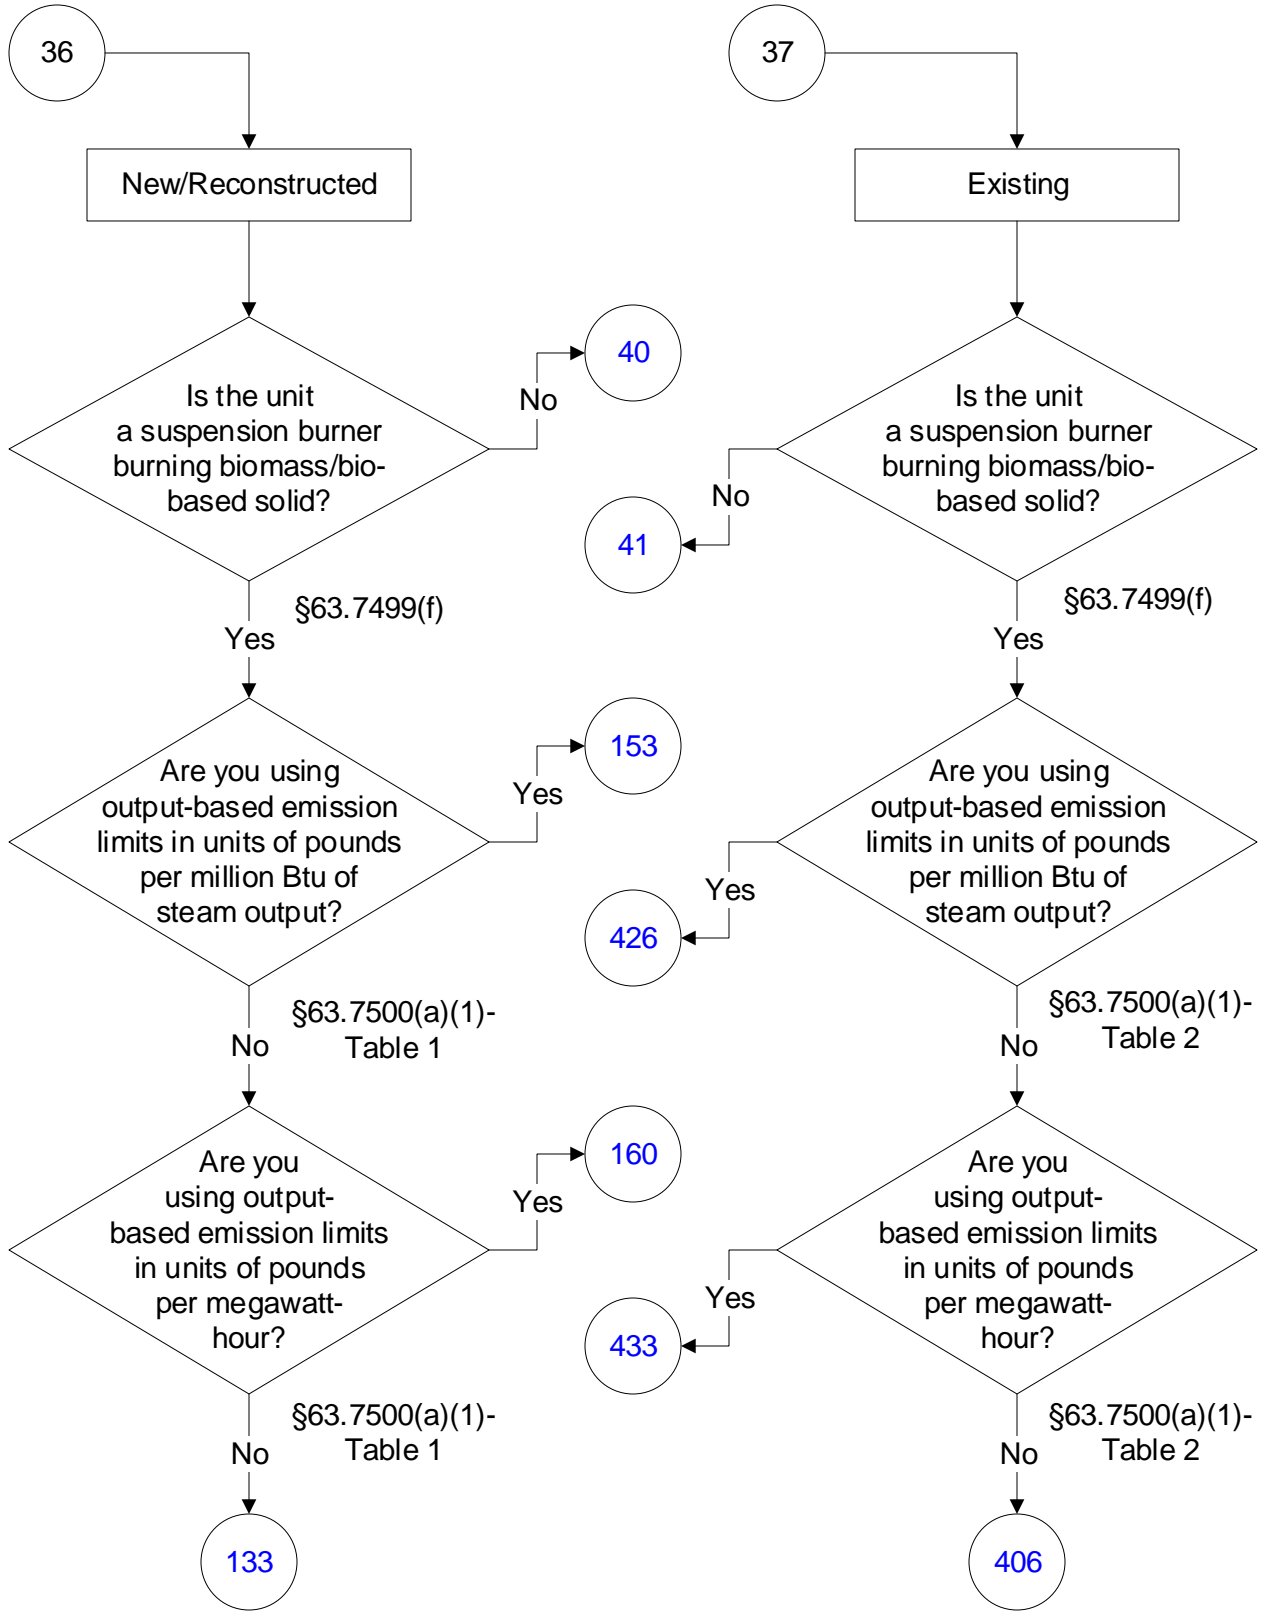 36
New/Reconstructed
Is the unit
a suspension burner
burning biomass/bio-
based solid?
No
40
§63.7499(f)
Yes
Are you using
output-based emission
limits in units of pounds
per million Btu of
steam output?
Yes
153
§63.7500(a)(1)-
Table 1
No
Are you
using output-
based emission limits
in units of pounds
per megawatt-
hour?
Yes
160
§63.7500(a)(1)-
Table 1
No
133
37
Existing
Is the unit
a suspension burner
burning biomass/bio-
based solid?
No
41
§63.7499(f)
Yes
Are you using
output-based emission
limits in units of pounds
per million Btu of
steam output?
Yes
426
§63.7500(a)(1)-
Table 2
No
Are you
using output-
based emission limits
in units of pounds
per megawatt-
hour?
Yes
433
§63.7500(a)(1)-
Table 2
No
406